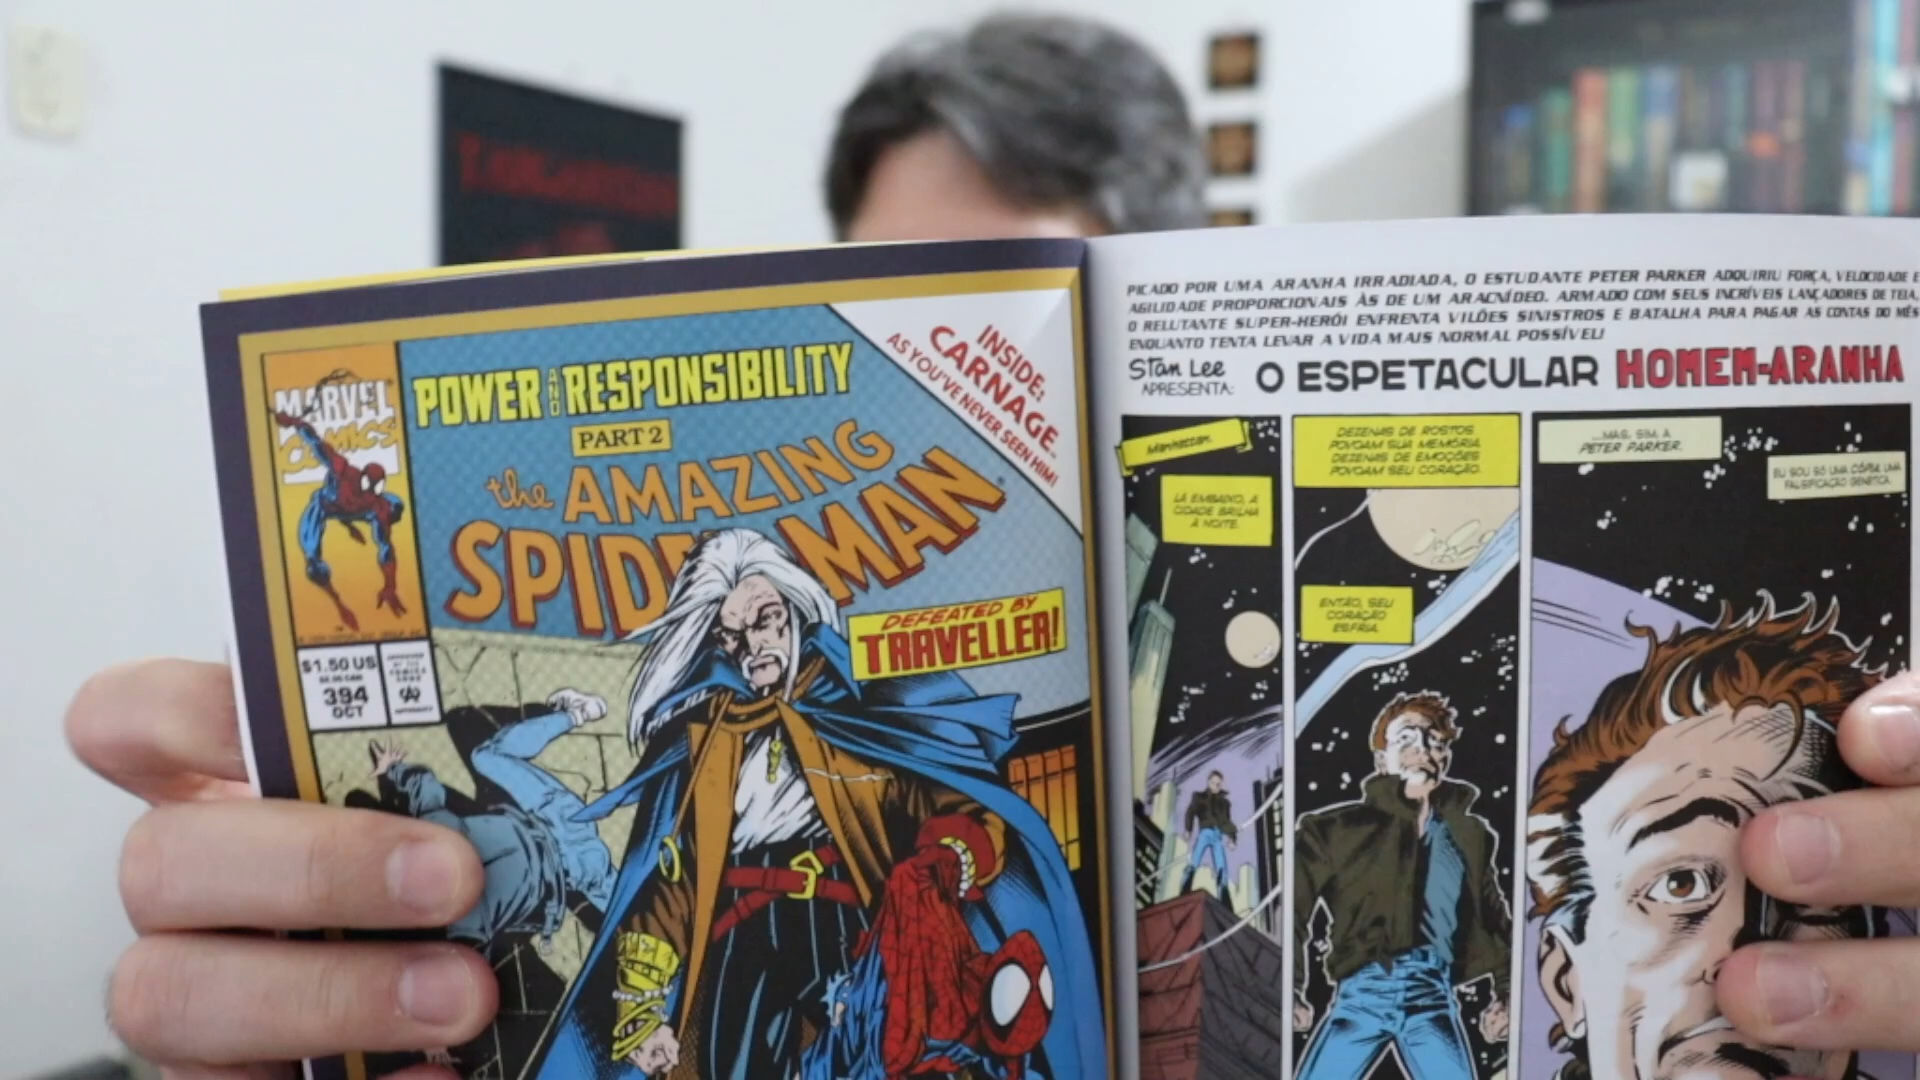 POWER AND RESPONSIBILITY
PART 2
the AMAZING
SPIDER-MAN
INSIDE:
CARNAGE..
AS YOU'VE NEVER SEEN HIM!
MARVEL
COMICS
$1.50 US
394
OCT
DEFEATED BY
TRAVELLER!
PICADO POR UMA ARANHA IRRADIADA, O ESTUDANTE PETER PARKER ADQUIRIU FORÇA, VELOCIDADE E
AGILIDADE PROPORCIONAIS ÀS DE UM ARACNÍDEO. ARMADO COM SEUS INCRÍVEIS LANÇADORES DE TEIA,
O RELUTANTE SUPER-HERÓI ENFRENTA VILÕES SINISTROS E BATALHA PARA PAGAR AS CONTAS DO MÊS
ENQUANTO TENTA LEVAR A VIDA MAIS NORMAL POSSÍVEL!
Stan Lee
APRESENTA:
O ESPETACULAR HOMEM-ARANHA
Manhattan.
LÁ EMBAIXO, A
CIDADE BRILHA
À NOITE.
DEZENAS DE ROSTOS
POVOAM SUA MEMÓRIA.
DEZENAS DE EMOÇÕES
POVOAM SEU CORAÇÃO.
ENTÃO, SEU
CORAÇÃO
ESFRIA.
...MAS, SIM, A
PETER PARKER.
EU SOU SÓ UMA CÓPIA, UMA
FALSIFICAÇÃO GENÉTICA.